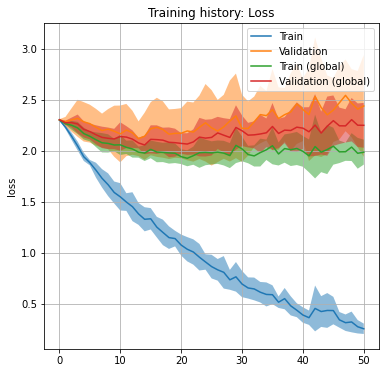 Training history: Loss
Train
Validation
Train (global)
Validation (global)
loss
3.0
2.5
2.0
1.5
1.0
0.5
0
10
20
30
40
50